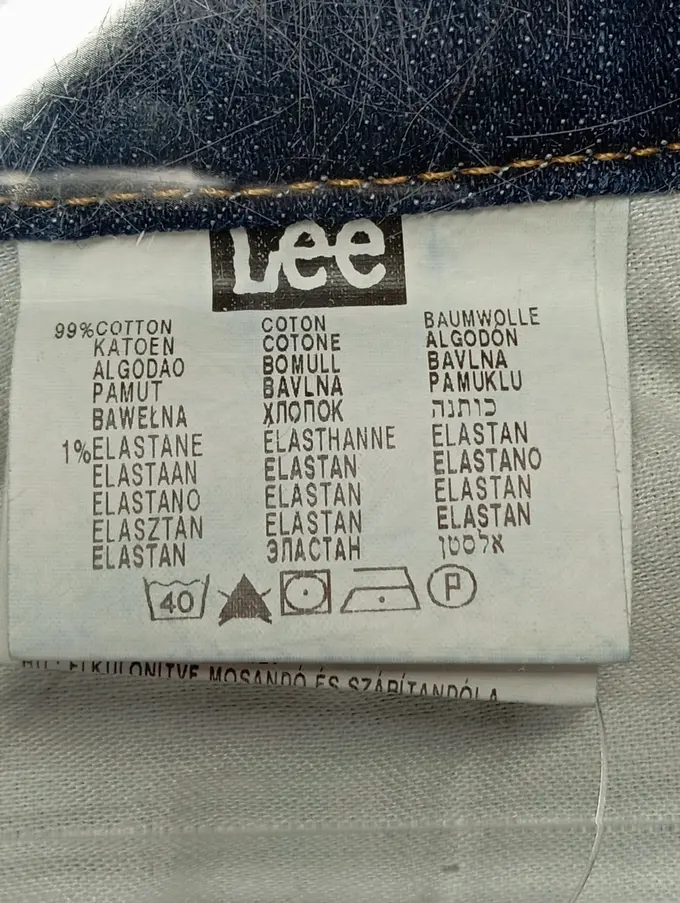 Lee
99% COTTON COTON BAUMWOLLE
KATOEN COTONE ALGODÓN
ALGODAO BOMULL BAVLNA
PAMUT BAVLNA PAMUKLU
BAWEŁNA ХЛОПОК כותנה
1% ELASTANE ÉLASTHANNE ELASTAN
ELASTAAN ELASTAN ELASTANO
ELASTANO ELASTAN ELASTAN
ELASZTAN ELASTAN ELASTAN
ELASTAN ЭЛАСТАН אלסטן
40 P
ELKÜLÖNITVE MOSANDÓ ÉS SZÁRÍTANDÓ